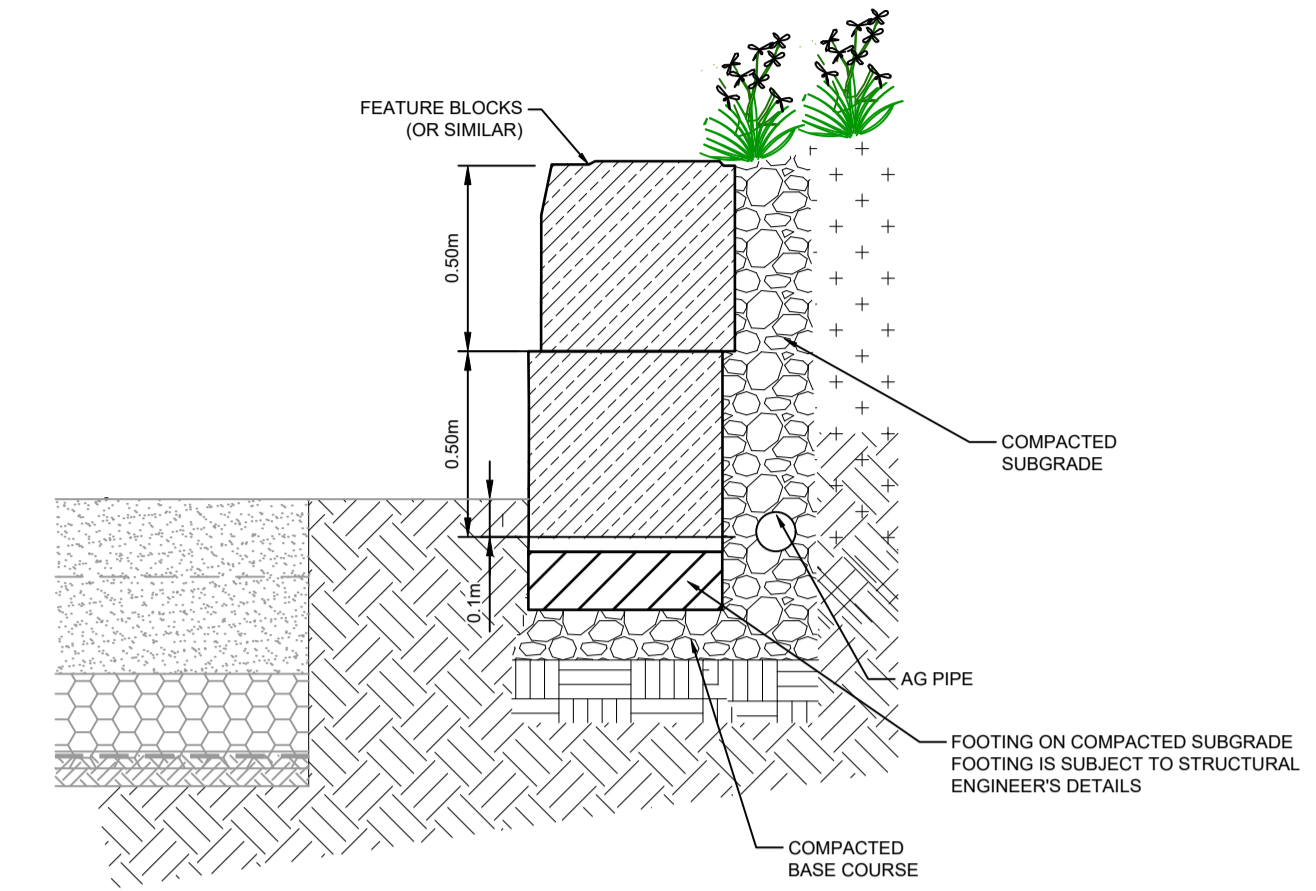 FEATURE BLOCKS
(OR SIMILAR)
0.50m
0.50m
0.1m
COMPACTED
SUBGRADE
AG PIPE
FOOTING ON COMPACTED SUBGRADE
FOOTING IS SUBJECT TO STRUCTURAL
ENGINEER'S DETAILS
COMPACTED
BASE COURSE